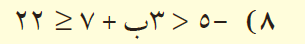 ٨) -٥ < ٣ب + ٧ ≤ ٢٢